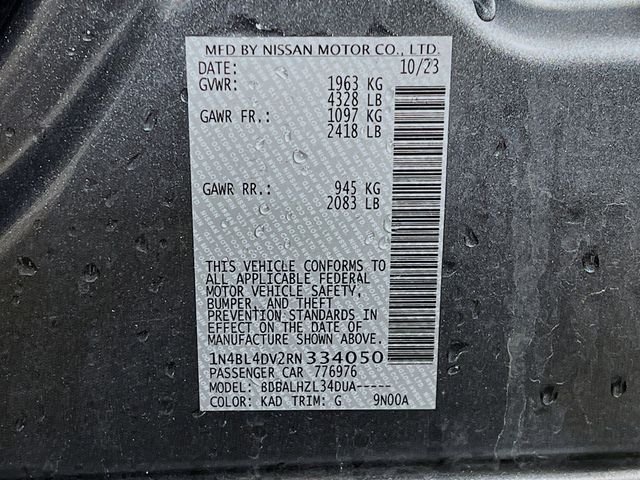 MFD BY NISSAN MOTOR CO., LTD.
DATE: 10/23
GVWR: 1963 KG
4328 LB
GAWR FR.: 1097 KG
2418 LB
GAWR RR.: 945 KG
2083 LB
THIS VEHICLE CONFORMS TO
ALL APPLICABLE FEDERAL
MOTOR VEHICLE SAFETY,
BUMPER, AND THEFT
PREVENTION STANDARDS IN
EFFECT ON THE DATE OF
MANUFACTURE SHOWN ABOVE.
1N4BL4DV2RN334050
PASSENGER CAR 776976
MODEL: 8DBALHZL34DUA-----
COLOR: KAD TRIM: G 9N00A